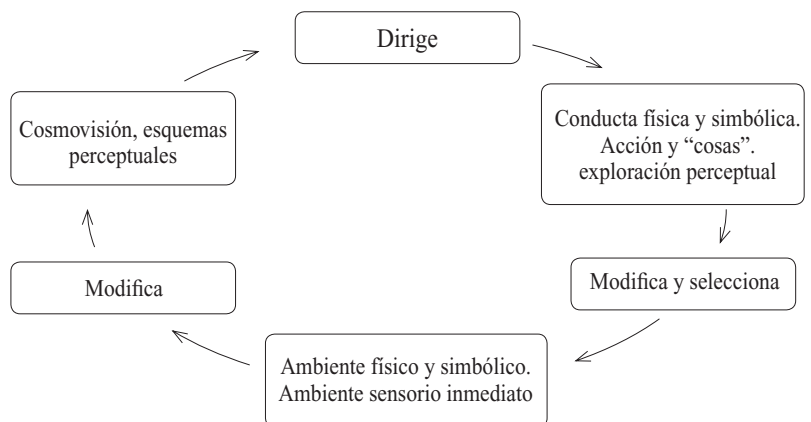 Dirige
Cosmovisión, esquemas
perceptuales
Conducta física y simbólica.
Acción y “cosas”.
exploración perceptual
Modifica
Modifica y selecciona
Ambiente físico y simbólico.
Ambiente sensorio inmediato